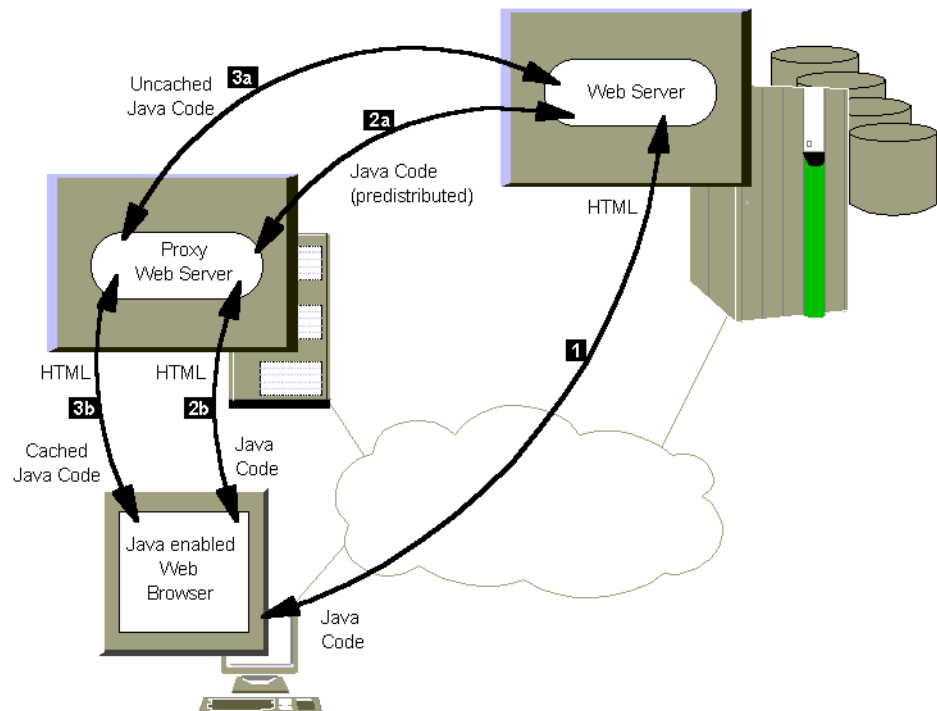 3a
Uncached
Java Code
Web Server
2a
Java Code
(predistributed)
HTML
Proxy
Web Server
1
HTML
HTML
3b
2b
Cached
Java Code
Java
Code
Java enabled
Web
Browser
Java
Code